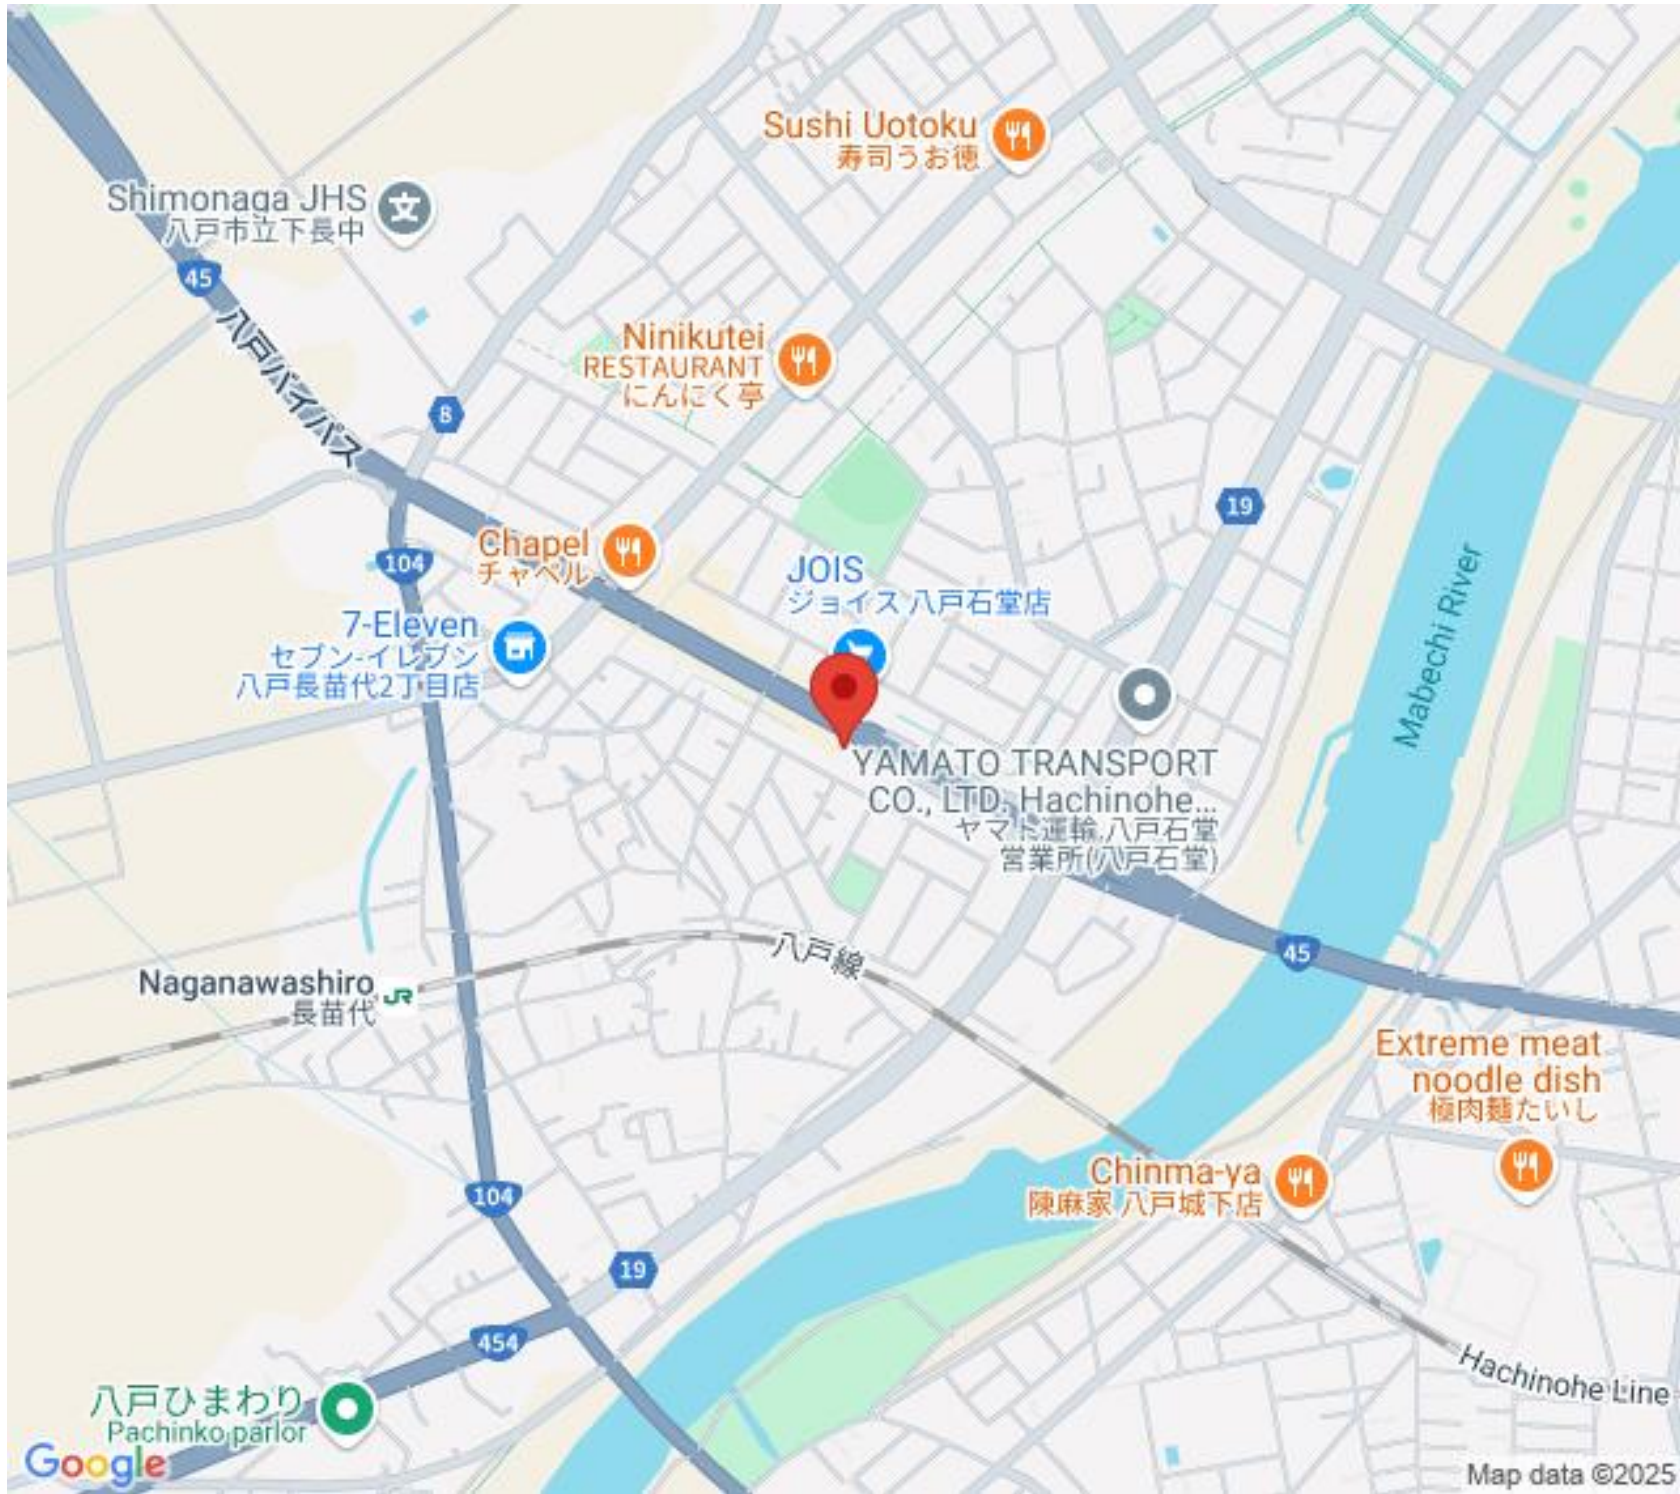 Sushi Uotoku
寿司うお徳
Shimonaga JHS
八戸市立下長中
45
八戸バイパス
Ninikutei
RESTAURANT
にんにく亭
8
19
Chapel
チャペル
104
JOIS
ジョイス 八戸石堂店
7-Eleven
セブン-イレブン
八戸長苗代2丁目店
Mabechi River
YAMATO TRANSPORT
CO., LTD. Hachinohe...
ヤマト運輸 八戸石堂
営業所(八戸石堂)
八戸線
45
Naganawashiro
長苗代
JR
Extreme meat
noodle dish
極肉麺たいし
Chinma-ya
陳麻家 八戸城下店
104
19
454
Hachinohe Line
八戸ひまわり
Pachinko parlor
Google
Map data ©2025